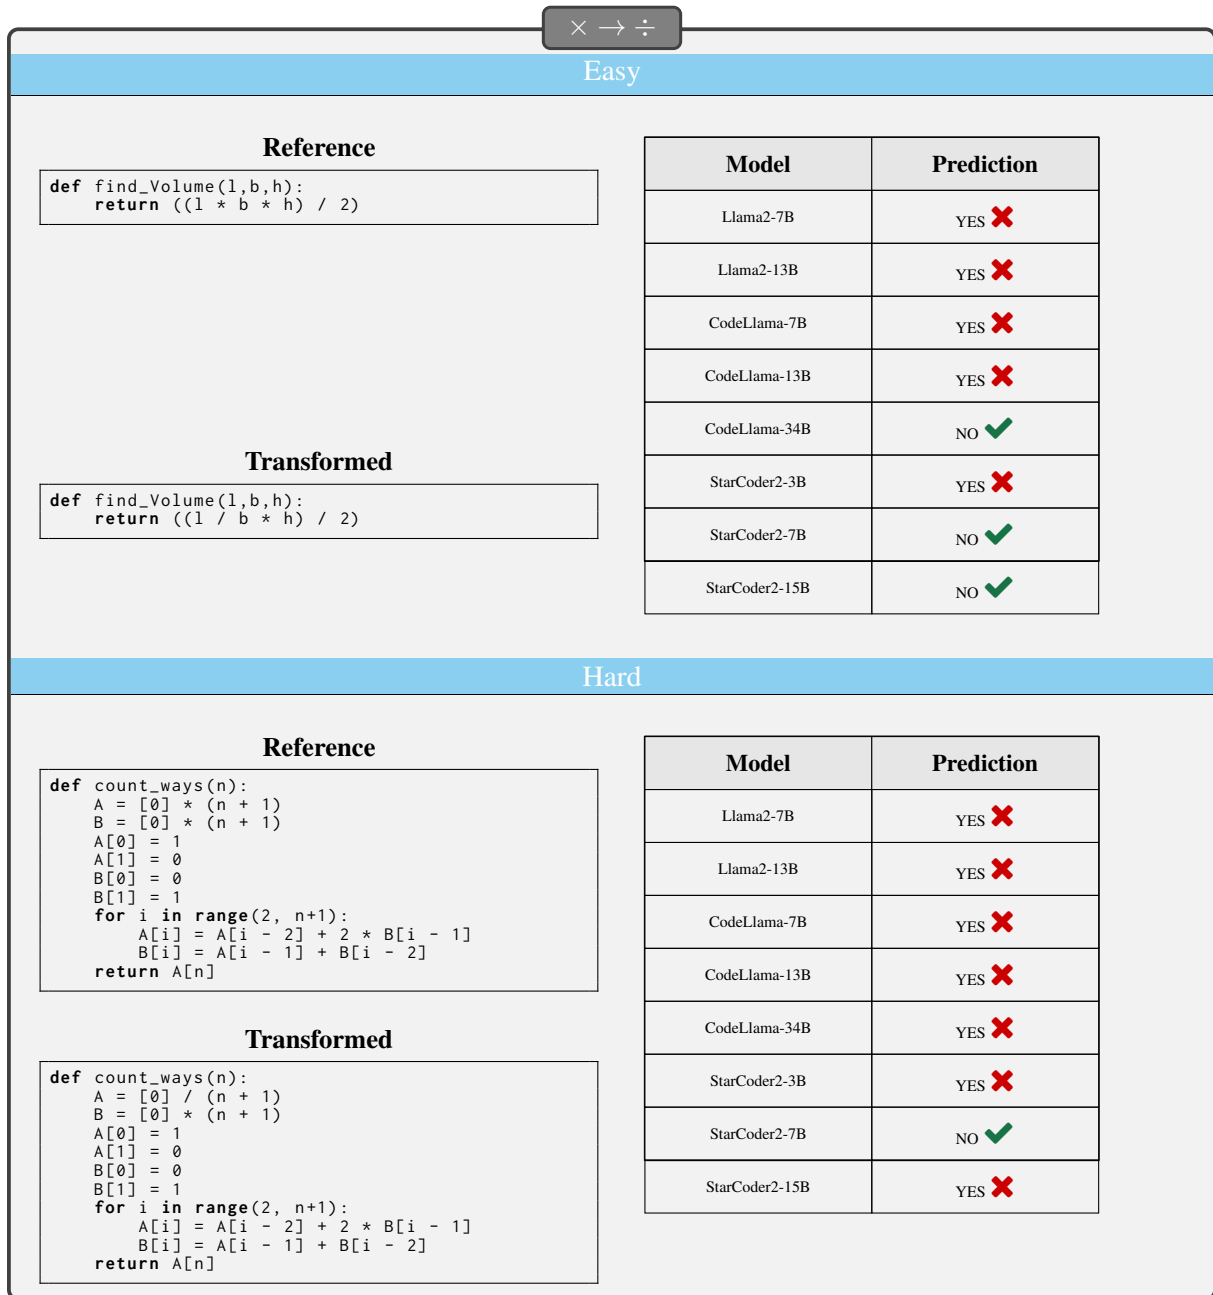 × → ÷
Easy
Reference
def find_Volume(l,b,h):
    return ((l * b * h) / 2)
Transformed
def find_Volume(l,b,h):
    return ((l / b * h) / 2)
Model Prediction
Llama2-7B YES ✘
Llama2-13B YES ✘
CodeLlama-7B YES ✘
CodeLlama-13B YES ✘
CodeLlama-34B NO ✔
StarCoder2-3B YES ✘
StarCoder2-7B NO ✔
StarCoder2-15B NO ✔
Hard
Reference
def count_ways(n):
    A = [0] * (n + 1)
    B = [0] * (n + 1)
    A[0] = 1
    A[1] = 0
    B[0] = 0
    B[1] = 1
    for i in range(2, n+1):
        A[i] = A[i - 2] + 2 * B[i - 1]
        B[i] = A[i - 1] + B[i - 2]
    return A[n]
Transformed
def count_ways(n):
    A = [0] / (n + 1)
    B = [0] * (n + 1)
    A[0] = 1
    A[1] = 0
    B[0] = 0
    B[1] = 1
    for i in range(2, n+1):
        A[i] = A[i - 2] + 2 * B[i - 1]
        B[i] = A[i - 1] + B[i - 2]
    return A[n]
Model Prediction
Llama2-7B YES ✘
Llama2-13B YES ✘
CodeLlama-7B YES ✘
CodeLlama-13B YES ✘
CodeLlama-34B YES ✘
StarCoder2-3B YES ✘
StarCoder2-7B NO ✔
StarCoder2-15B YES ✘